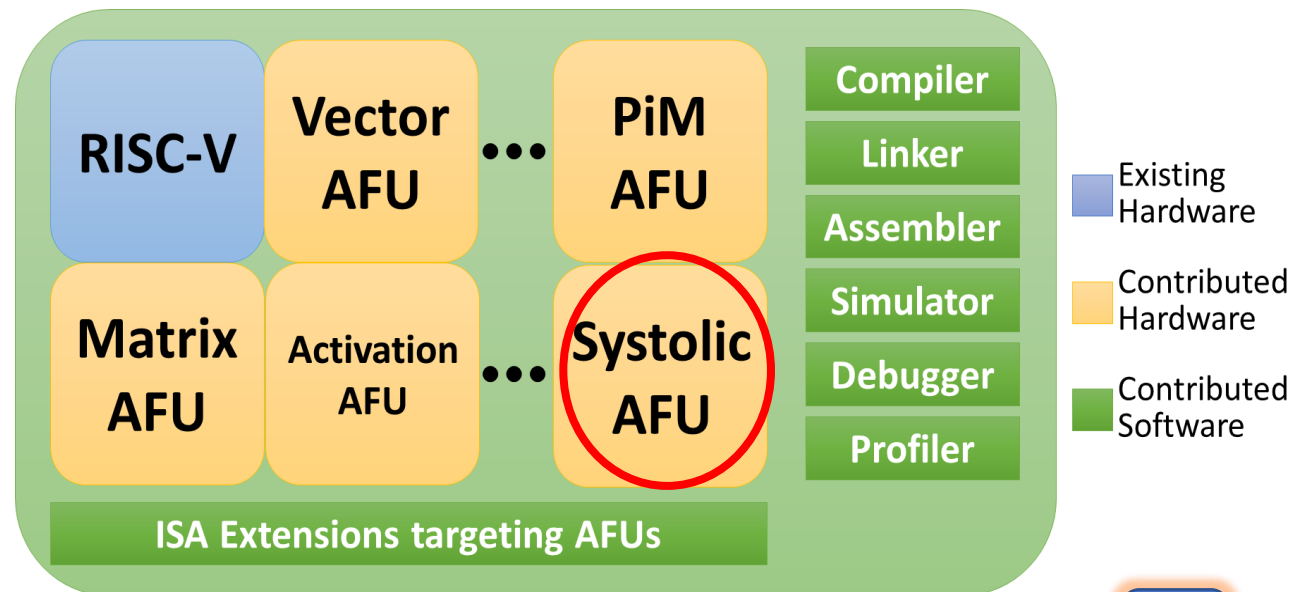 RISC-V
Vector
AFU
PiM
AFU
Matrix
AFU
Activation
AFU
Systolic
AFU
ISA Extensions targeting AFUs
Compiler
Linker
Assembler
Simulator
Debugger
Profiler
Existing
Hardware
Contributed
Hardware
Contributed
Software